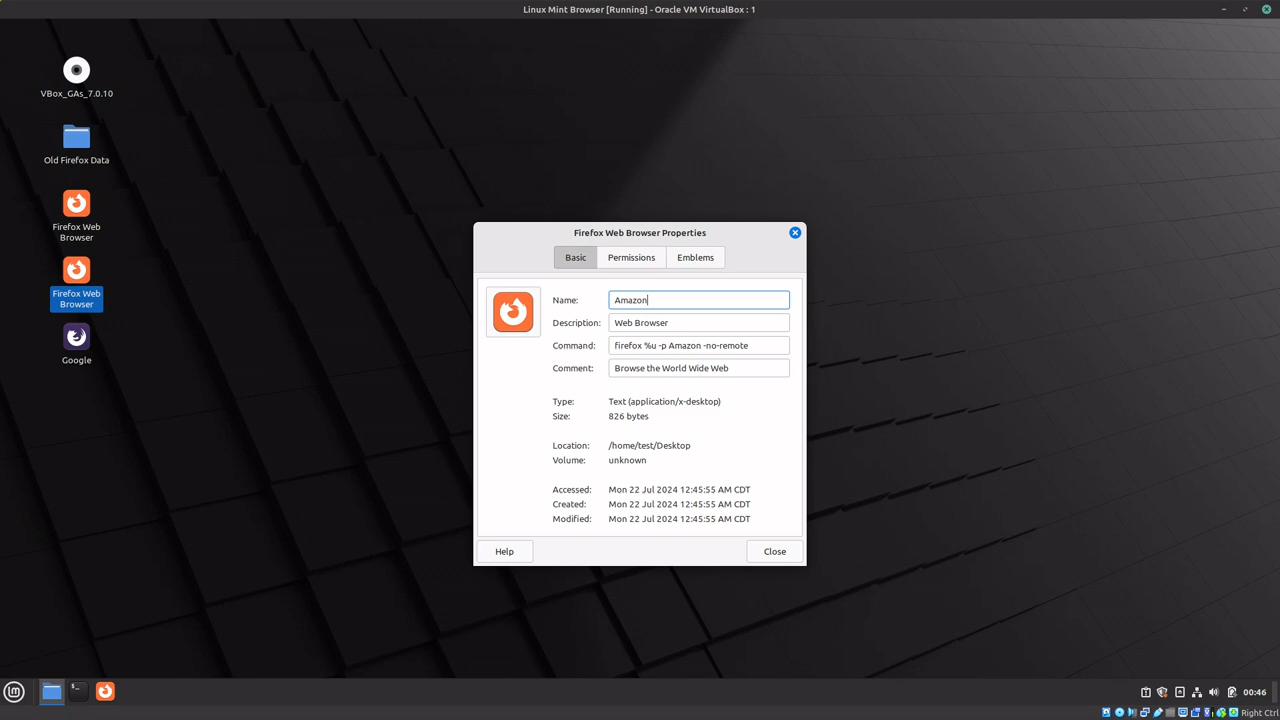 Linux Mint Browser [Running] - Oracle VM VirtualBox : 1
VBox_GAs_7.0.10
Old Firefox Data
Firefox Web
Browser
Firefox Web
Browser
Google
Firefox Web Browser Properties
Basic
Permissions
Emblems
Name:
Amazon
Description:
Web Browser
Command:
firefox %u -p Amazon -no-remote
Comment:
Browse the World Wide Web
Type:
Text (application/x-desktop)
Size:
826 bytes
Location:
/home/test/Desktop
Volume:
unknown
Accessed:
Mon 22 Jul 2024 12:45:55 AM CDT
Created:
Mon 22 Jul 2024 12:45:55 AM CDT
Modified:
Mon 22 Jul 2024 12:45:55 AM CDT
Help
Close
00:46
Right Ctrl